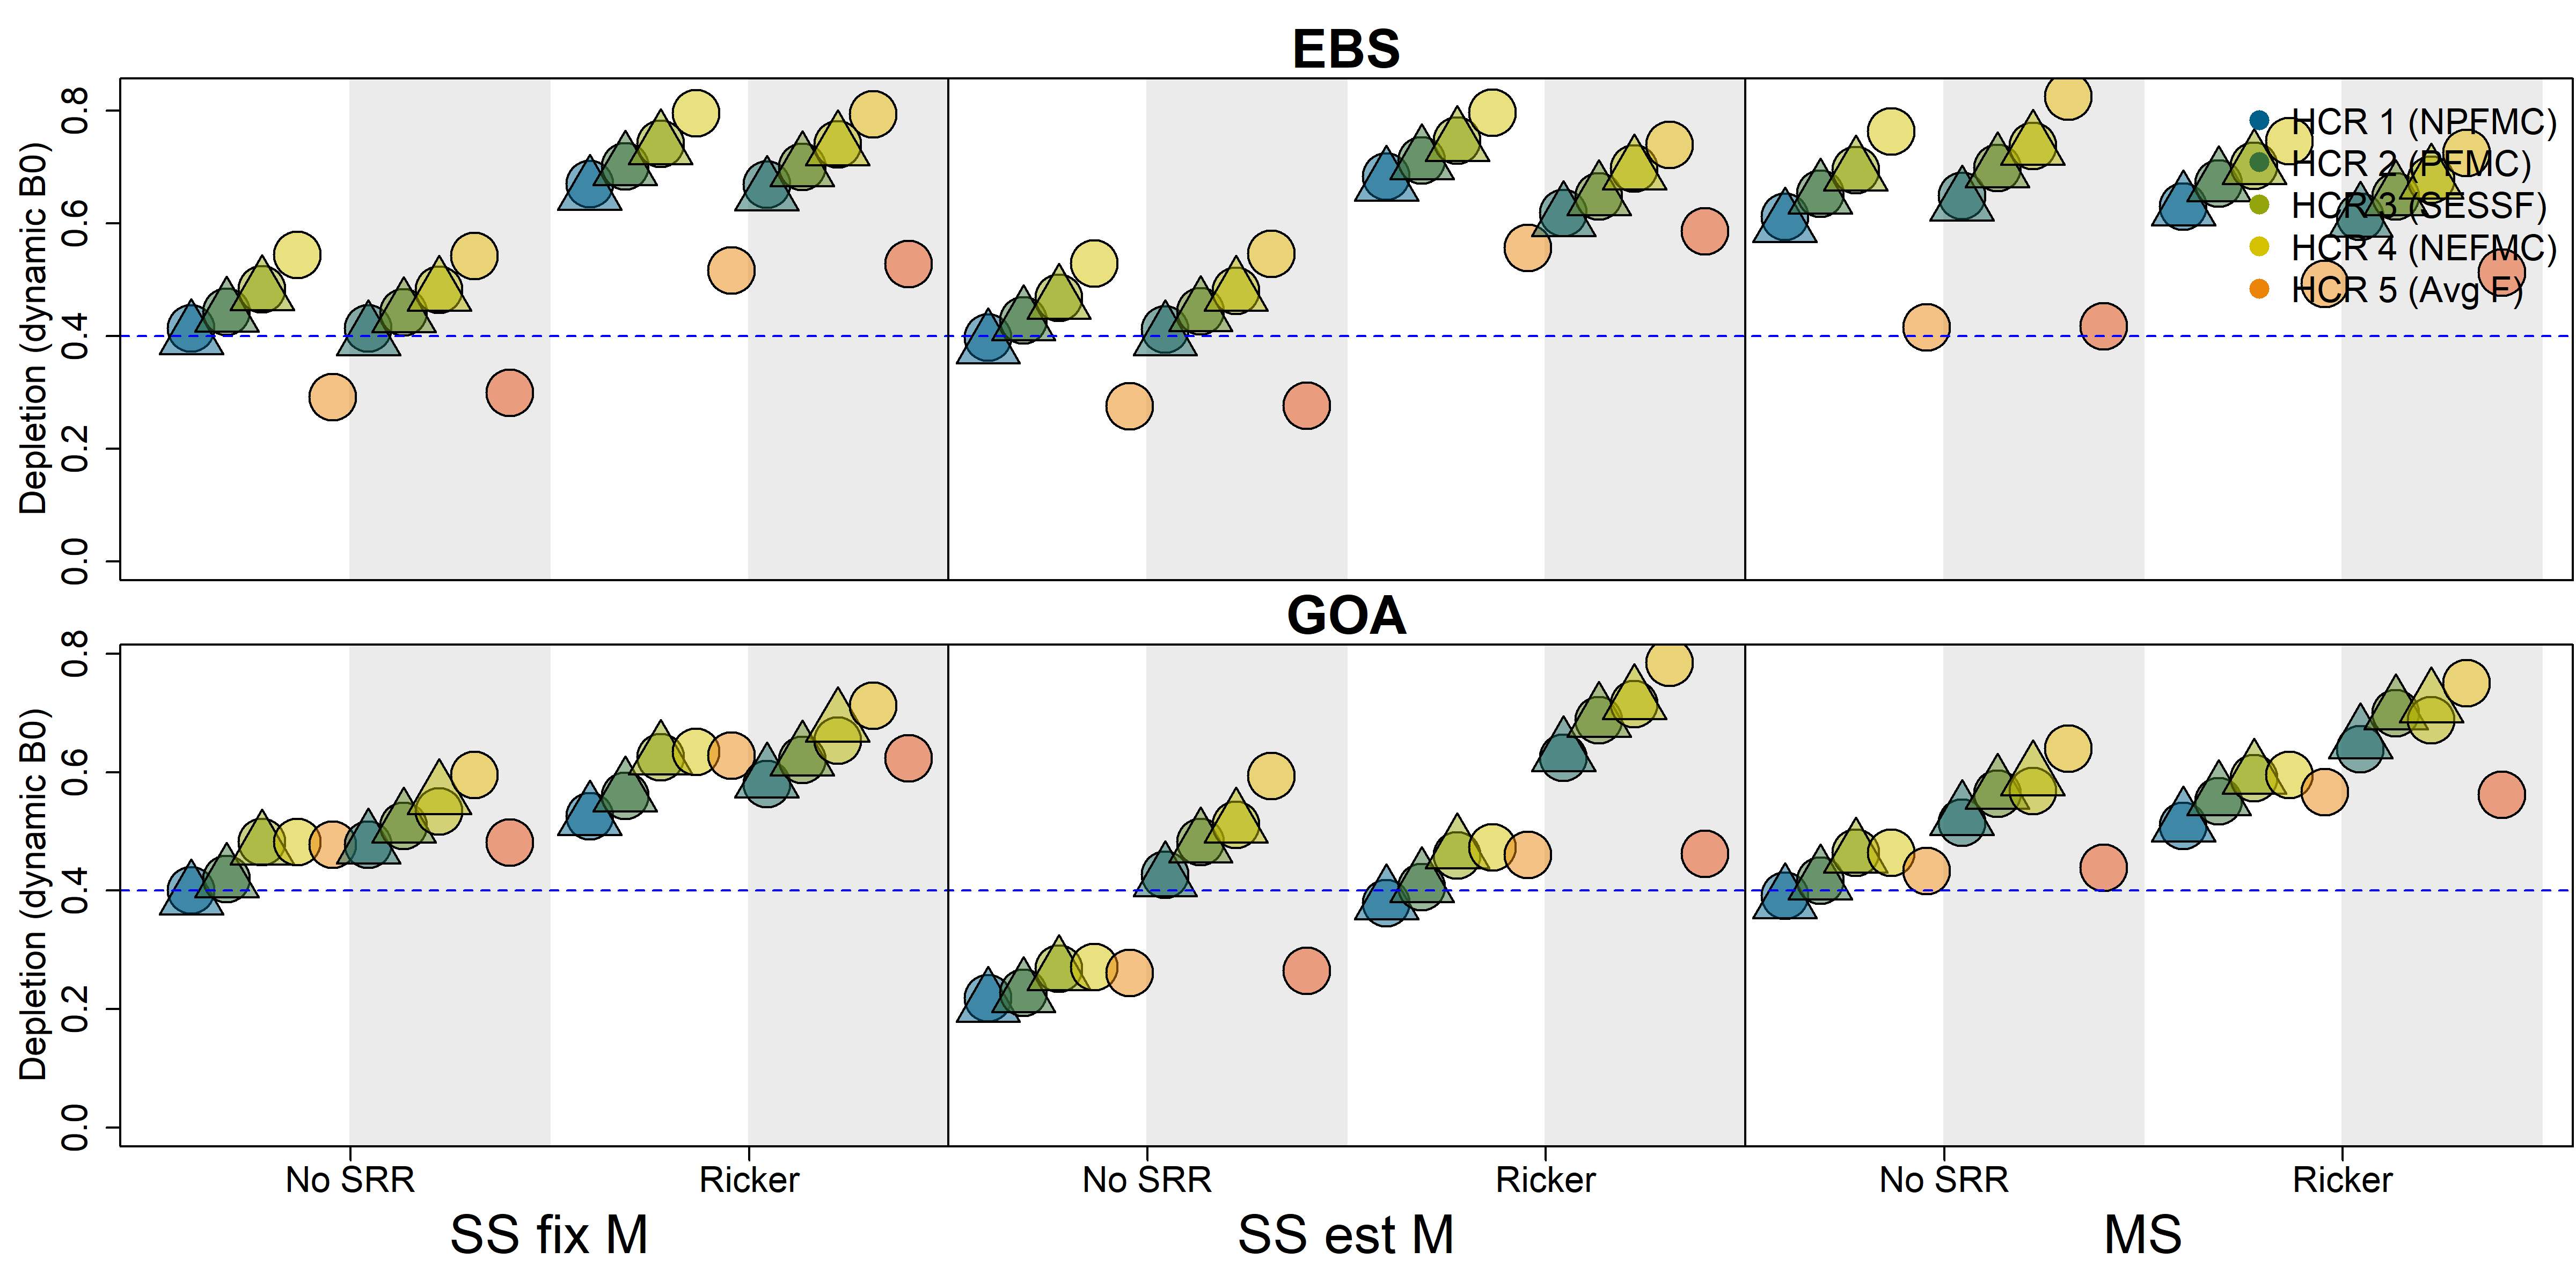 EBS
Depletion (dynamic B0)
0.8
0.6
0.4
0.2
0.0
HCR 1 (NPFMC)
HCR 2 (PFMC)
HCR 3 (SESSF)
HCR 4 (NEFMC)
HCR 5 (Avg F)
GOA
Depletion (dynamic B0)
0.8
0.6
0.4
0.2
0.0
No SRR Ricker No SRR Ricker No SRR Ricker
SS fix M SS est M MS